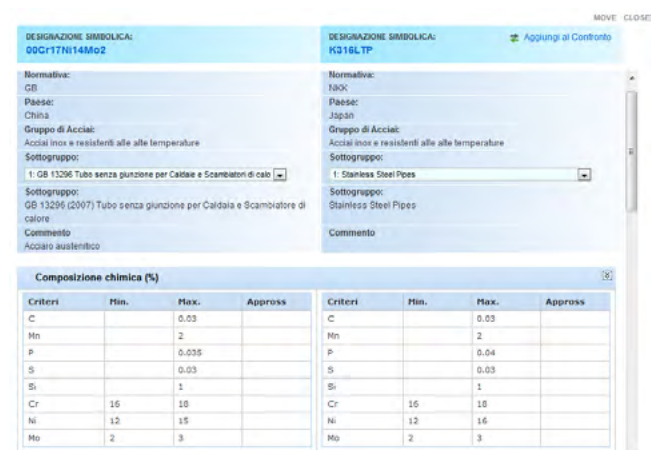 MOVE CLOSE
DESIGNAZIONE SIMBOLICA:
00Cr17Ni14Mo2
DESIGNAZIONE SIMBOLICA:
K316LTP
Aggiungi al Confronto
Normativa:
GB
Paese:
China
Gruppo di Acciai:
Acciai inox e resistenti alle alte temperature
Sottogruppo:
1: GB 13296 Tubo senza giunzione per Caldaie e Scambiatori di calo
Sottogruppo:
GB 13296 (2007) Tubo senza giunzione per Caldaia e Scambiatore di
calore
Commento
Acciaio austenitico
Normativa:
NKK
Paese:
Japan
Gruppo di Acciai:
Acciai inox e resistenti alle alte temperature
Sottogruppo:
1: Stainless Steel Pipes
Sottogruppo:
Stainless Steel Pipes
Commento
Composizione chimica (%)
Criteri Min. Max. Appross
C 0.03
Mn 2
P 0.035
S 0.03
Si 1
Cr 16 18
Ni 12 15
Mo 2 3
Criteri Min. Max. Appross
C 0.03
Mn 2
P 0.04
S 0.03
Si 1
Cr 16 18
Ni 12 16
Mo 2 3